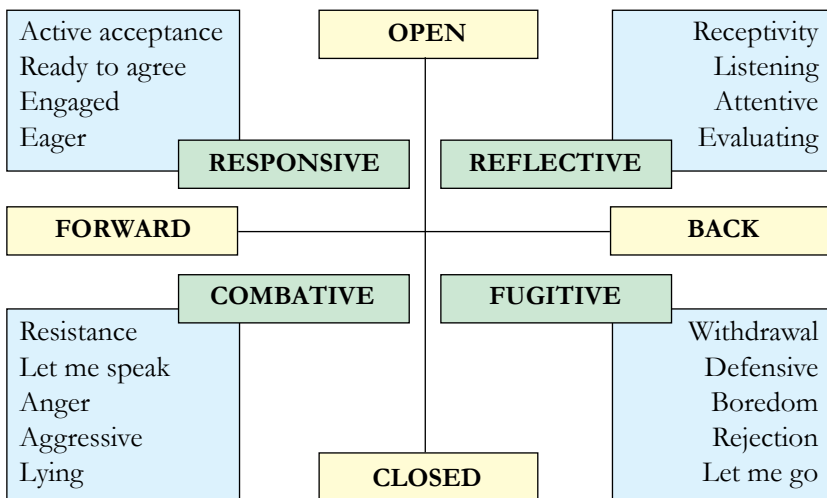 Active acceptance
Ready to agree
Engaged
Eager
OPEN
Receptivity
Listening
Attentive
Evaluating
RESPONSIVE
REFLECTIVE
FORWARD
BACK
COMBATIVE
FUGITIVE
Resistance
Let me speak
Anger
Aggressive
Lying
CLOSED
Withdrawal
Defensive
Boredom
Rejection
Let me go